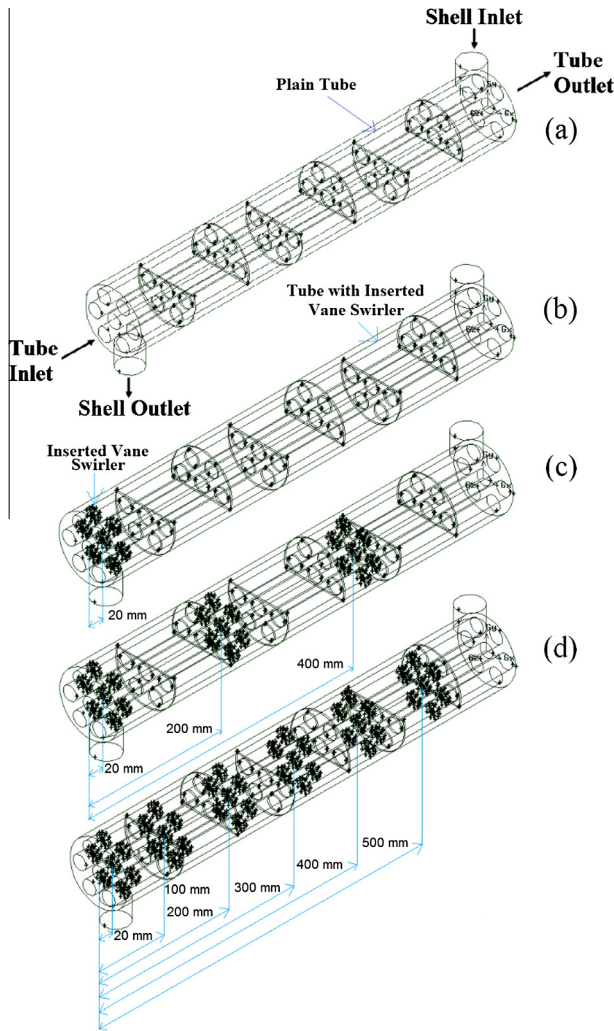 Shell Inlet
Tube
Outlet
Plain Tube
(a)
Tube with Inserted
Vane Swirler
(b)
Tube
Inlet
Shell Outlet
Inserted Vane
Swirler
(c)
20 mm
400 mm
200 mm
20 mm
(d)
500 mm
400 mm
100 mm
300 mm
200 mm
20 mm